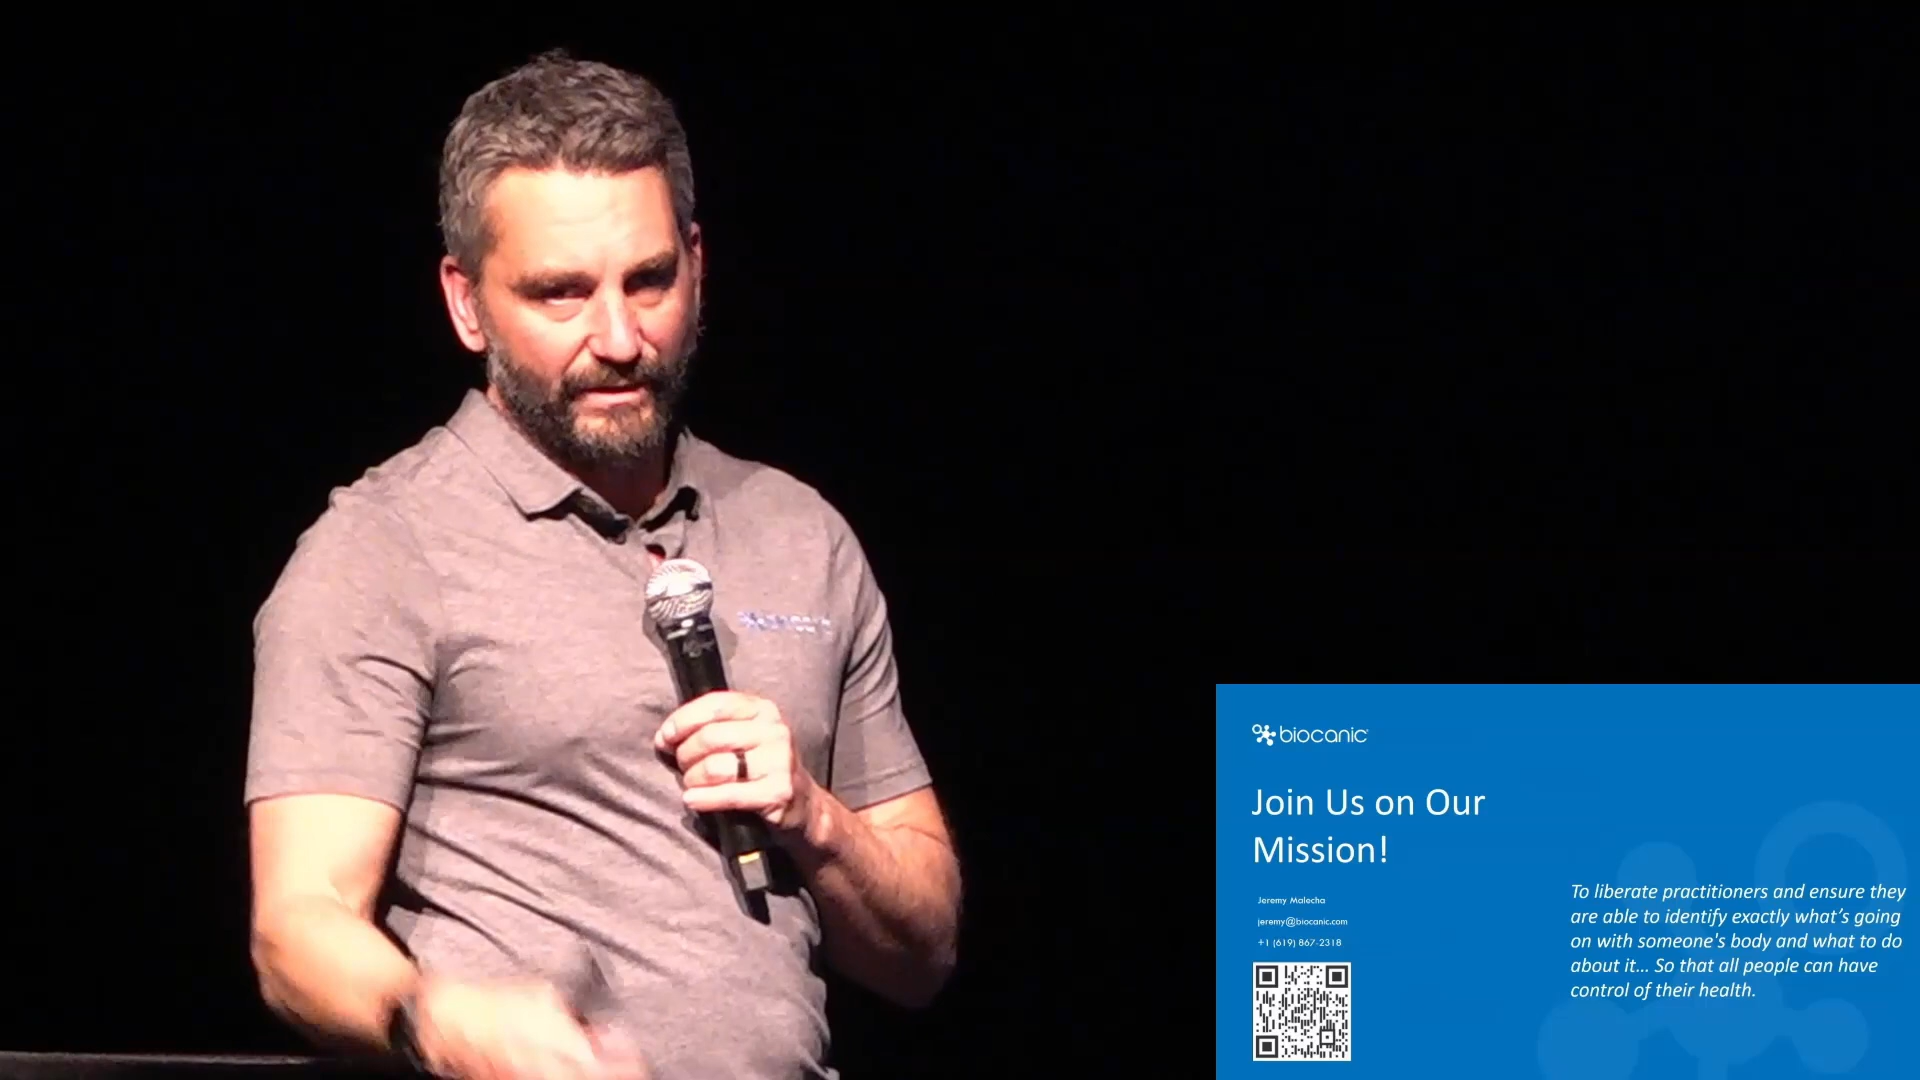 biocanic
Join Us on Our
Mission!
Jeremy Malecha
jeremy@biocanic.com
+1 (619) 867-2318
To liberate practitioners and ensure they
are able to identify exactly what’s going
on with someone's body and what to do
about it... So that all people can have
control of their health.